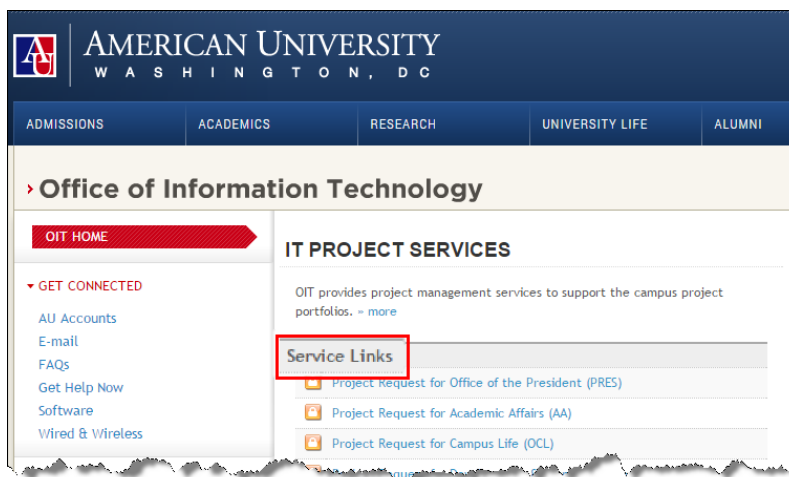 AU
AMERICAN UNIVERSITY
WASHINGTON, DC
ADMISSIONS ACADEMICS RESEARCH UNIVERSITY LIFE ALUMNI
› Office of Information Technology
OIT HOME
GET CONNECTED
AU Accounts
E-mail
FAQs
Get Help Now
Software
Wired & Wireless
IT PROJECT SERVICES
OIT provides project management services to support the campus project
portfolios. » more
Service Links
Project Request for Office of the President (PRES)
Project Request for Academic Affairs (AA)
Project Request for Campus Life (OCL)